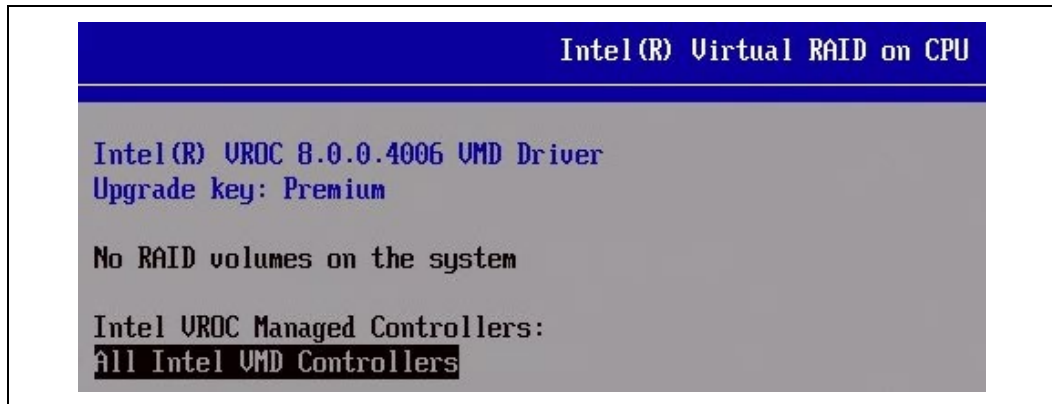 Intel(R) Virtual RAID on CPU
Intel(R) VROC 8.0.0.4006 VMD Driver
Upgrade key: Premium
No RAID volumes on the system
Intel VROC Managed Controllers:
All Intel VMD Controllers